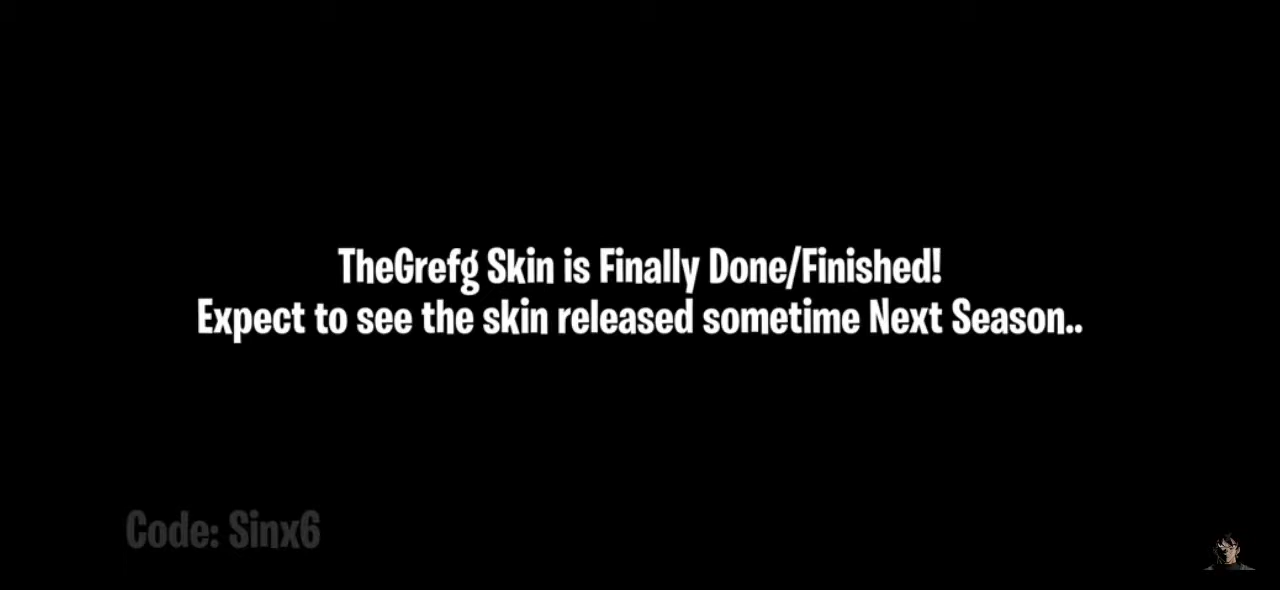 TheGrefg Skin is Finally Done/Finished!
Expect to see the skin released sometime Next Season..
Code: Sinx6